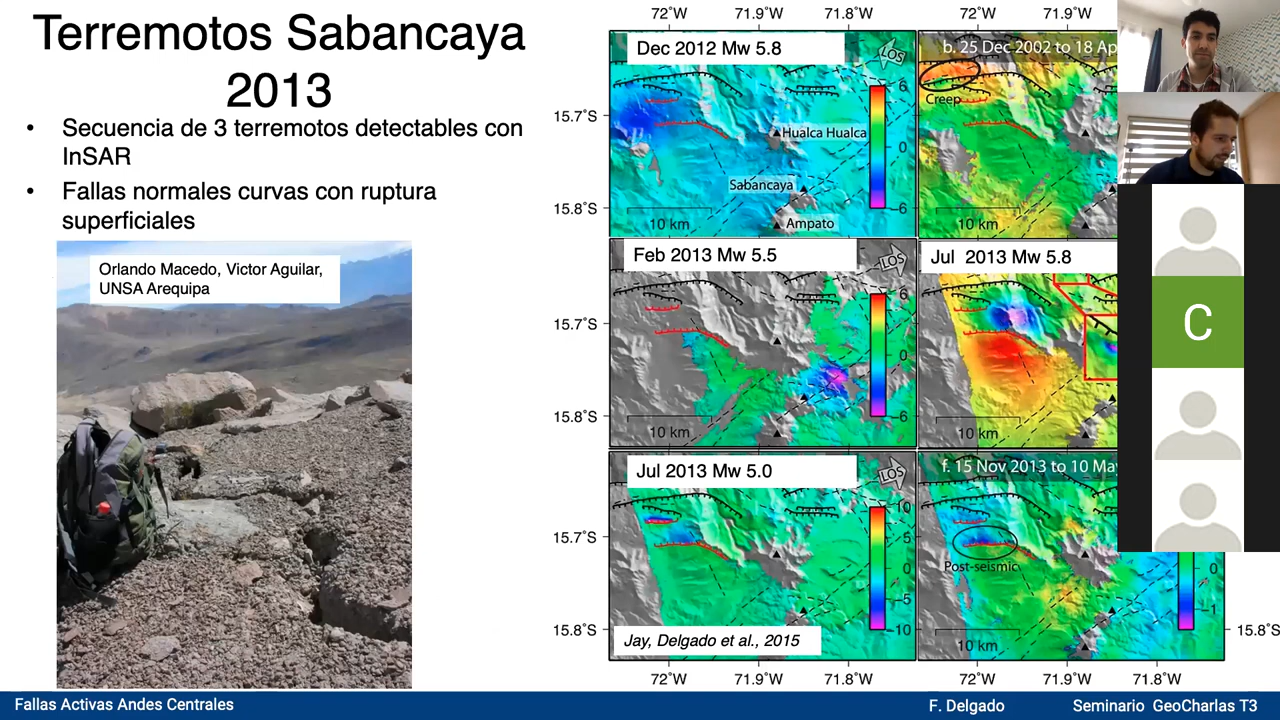 Terremotos Sabancaya
2013
• Secuencia de 3 terremotos detectables con
InSAR
• Fallas normales curvas con ruptura
superficiales
Orlando Macedo, Victor Aguilar,
UNSA Arequipa
72°W 71.9°W 71.8°W 72°W 71.9°W
Dec 2012 Mw 5.8
LOS
6
0
−6
15.7°S
Hualca Hualca
Sabancaya
15.8°S
10 km
Ampato
b. 25 Dec 2002 to 18 Ap
Creep
10 km
Feb 2013 Mw 5.5
LOS
6
0
−6
15.7°S
15.8°S
10 km
Jul 2013 Mw 5.8
10 km
Jul 2013 Mw 5.0
LOS
10
5
0
−5
−10
15.7°S
15.8°S
Jay, Delgado et al., 2015
f. 15 Nov 2013 to 10 May
Post-seismic
0
−1
10 km
15.8°S
72°W 71.9°W 71.8°W 72°W 71.9°W 71.8°W
C
Fallas Activas Andes Centrales
F. Delgado
Seminario GeoCharlas T3